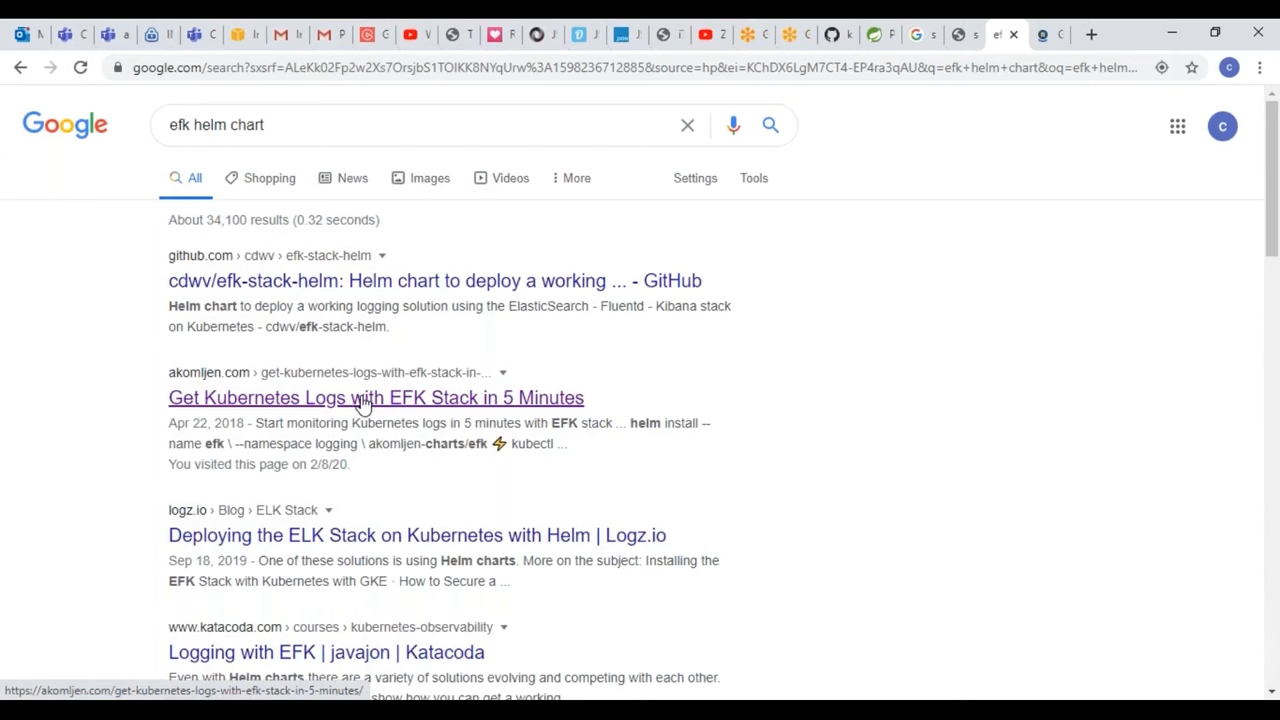 google.com/search?sxsrf=ALeKk02Fp2w2Xs7OrsjbS1TOIKK8NYqUrw%3A1598236712885&source=hp&ei=KChDX6LgM7CT4-EP4ra3qAU&q=efk+helm+chart&oq=efk+helm...
C
Google
efk helm chart
C
All
Shopping
News
Images
Videos
More
Settings
Tools
About 34,100 results (0.32 seconds)
github.com › cdwv › efk-stack-helm
cdwv/efk-stack-helm: Helm chart to deploy a working ... - GitHub
Helm chart to deploy a working logging solution using the ElasticSearch - Fluentd - Kibana stack
on Kubernetes - cdwv/efk-stack-helm.
akomljen.com › get-kubernetes-logs-with-efk-stack-in-...
Get Kubernetes Logs with EFK Stack in 5 Minutes
Apr 22, 2018 - Start monitoring Kubernetes logs in 5 minutes with EFK stack ... helm install --
name efk \ --namespace logging \ akomljen-charts/efk ⚡ kubectl ...
You visited this page on 2/8/20.
logz.io › Blog › ELK Stack
Deploying the ELK Stack on Kubernetes with Helm | Logz.io
Sep 18, 2019 - One of these solutions is using Helm charts. More on the subject: Installing the
EFK Stack with Kubernetes with GKE · How to Secure a ...
www.katacoda.com › courses › kubernetes-observability
Logging with EFK | javajon | Katacoda
Even with Helm charts there are a variety of solutions evolving and competing with each other.
show how you can get a working
https://akomljen.com/get-kubernetes-logs-with-efk-stack-in-5-minutes/